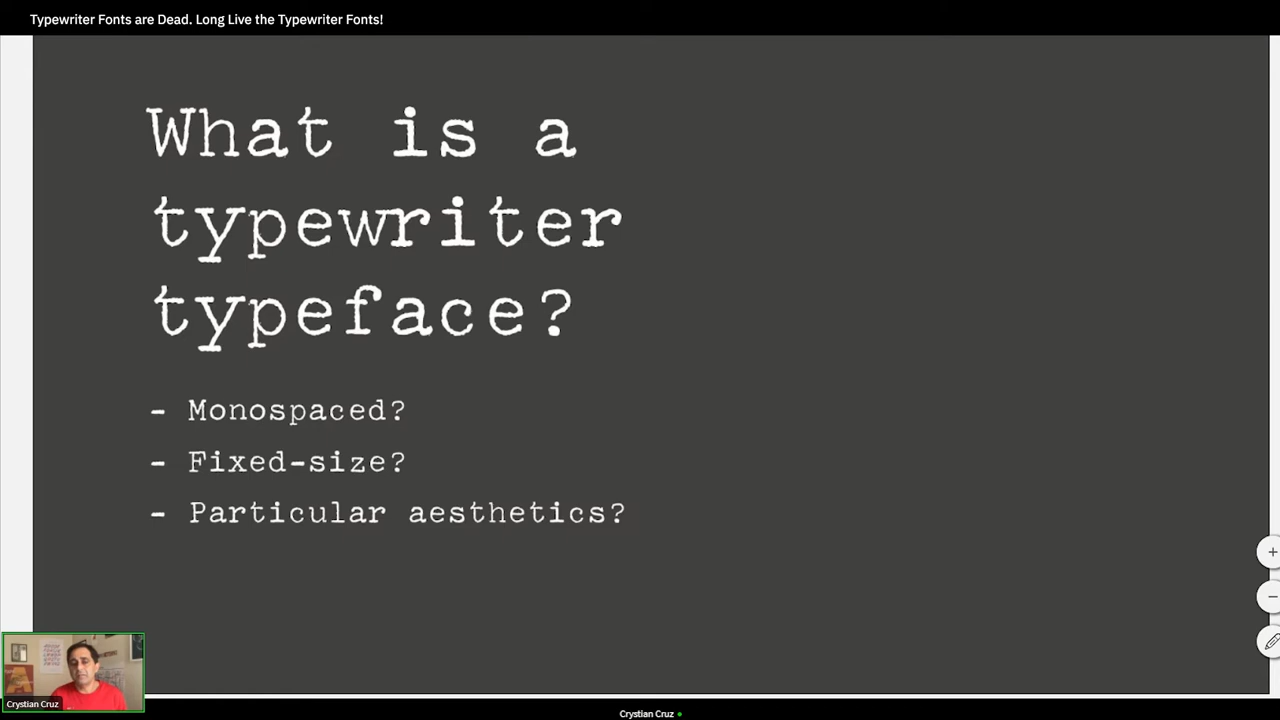 Typewriter Fonts are Dead. Long Live the Typewriter Fonts!
What is a
typewriter
typeface?
- Monospaced?
- Fixed-size?
- Particular aesthetics?
Crystian Cruz
Crystian Cruz